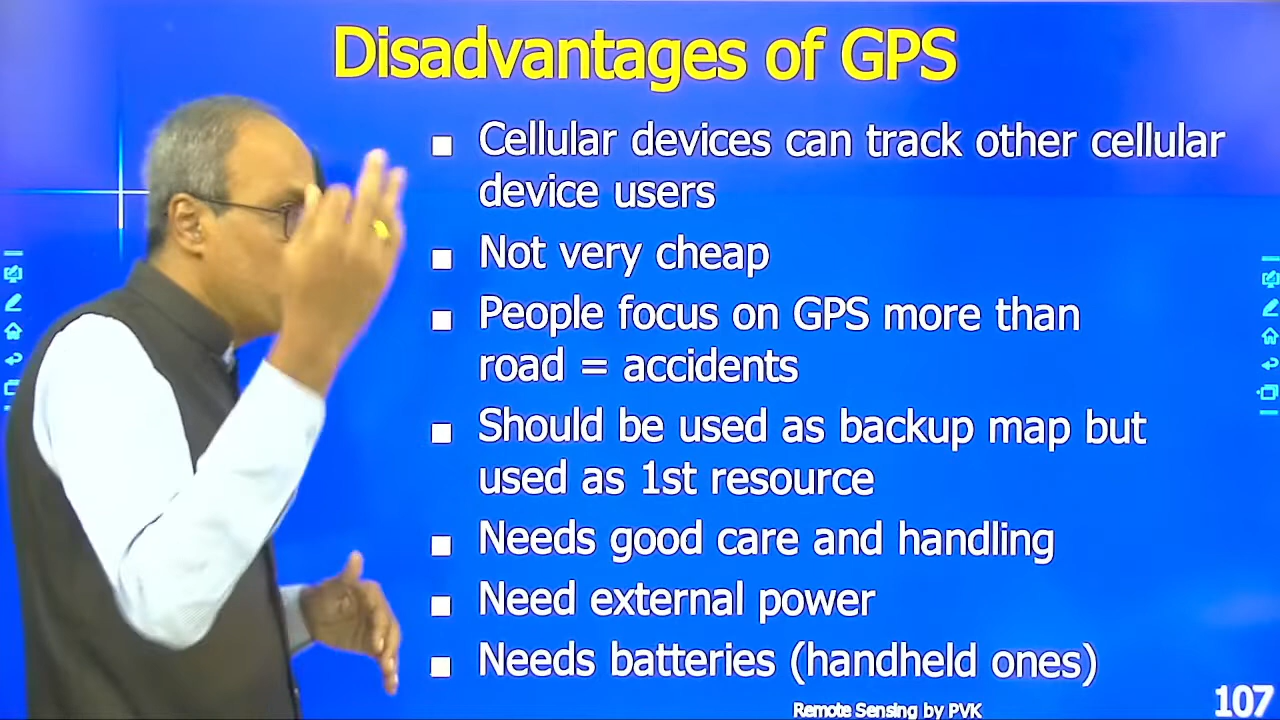 Disadvantages of GPS
Cellular devices can track other cellular
device users
Not very cheap
People focus on GPS more than
road = accidents
Should be used as backup map but
used as 1st resource
Needs good care and handling
Need external power
Needs batteries (handheld ones)
Remote Sensing by PVK
107